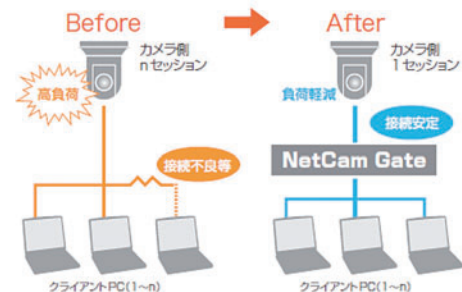 Before
After
カメラ側
nセッション
高負荷
接続不良等
クライアントPC(1~n)
カメラ側
1セッション
負荷軽減
接続安定
NetCam Gate
クライアントPC(1~n)